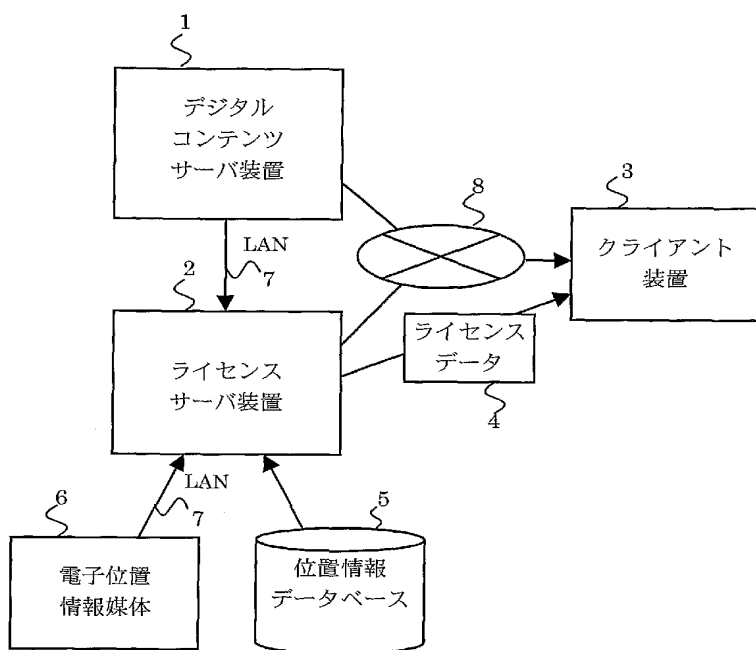 1
デジタル
コンテンツ
サーバ装置
8
3
クライアント
装置
LAN
7
2
ライセンス
サーバ装置
ライセンス
データ
4
LAN
7
6
電子位置
情報媒体
5
位置情報
データベース